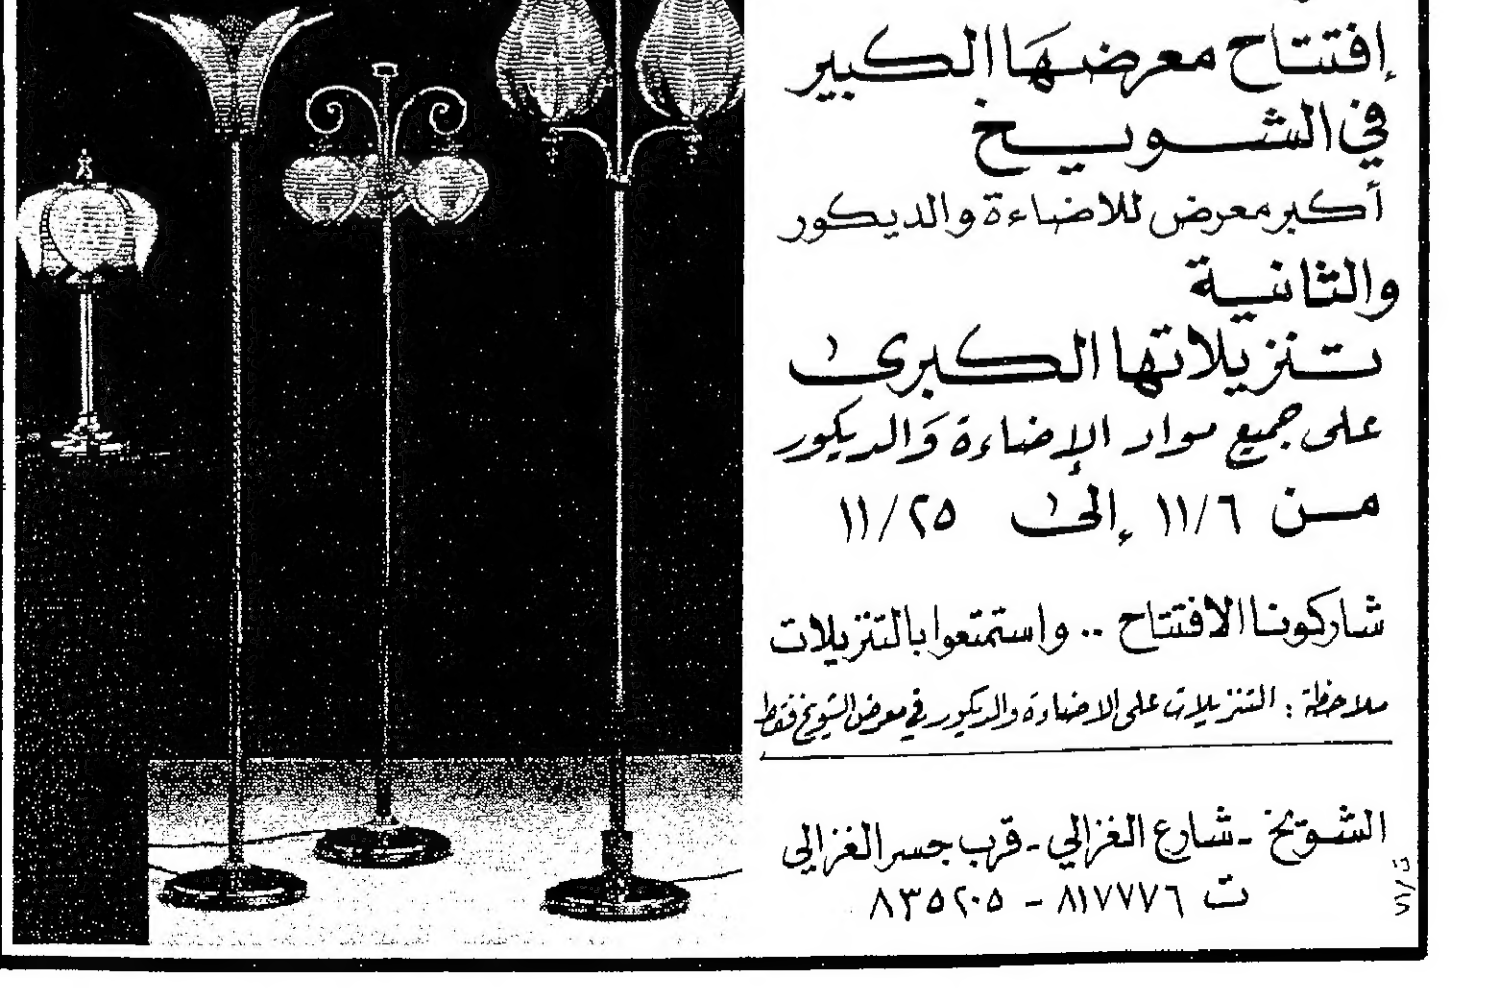 إفتتاح معرضها الكبير
في الشويخ
أكبر معرض للاضاءة والديكور
والثانية
تنزيلاتها الكبرى
على جميع مواد الإضاءة وَالديكور
من ١١/٦ إلى ١١/٢٥
شاركونا الافتتاح .. واستمتعوا بالتنزيلات
ملاحظة : التنزيلات على الاضاءة والديكور في معرض الشويخ فقط
الشويخ - شارع الغزالي - قرب جسر الغزالي
ت ٨١٧٧٧٦ - ٨٣٥٢٠٥